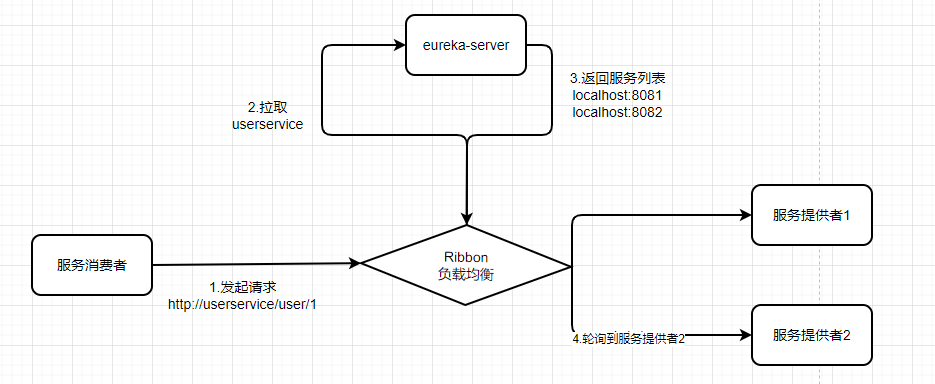 eureka-server
2.拉取
userservice
3.返回服务列表
localhost:8081
localhost:8082
服务消费者
1.发起请求
http://userservice/user/1
Ribbon
负载均衡
服务提供者1
4.轮询到服务提供者2
服务提供者2